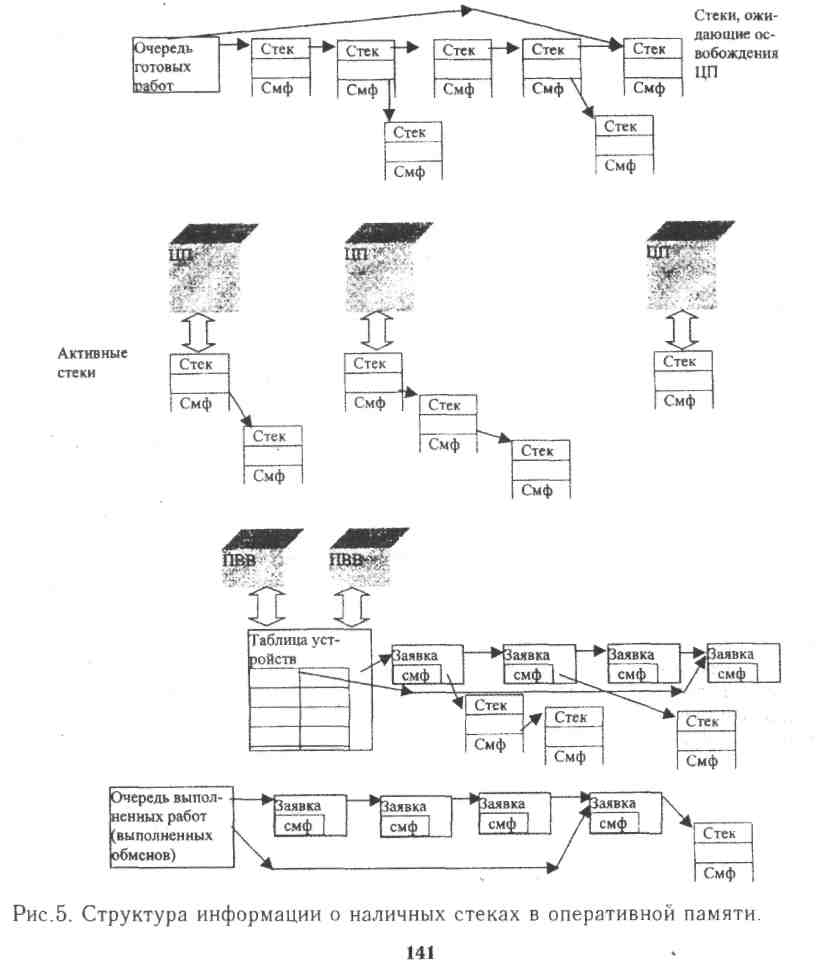 Стеки, ожи-
дающие ос-
вобождения
ЦП
Очередь
готовых
работ
Стек
Смф
Стек
Смф
Стек
Смф
Стек
Смф
Стек
Смф
Стек
Смф
Стек
Смф
ЦП
ЦП
ЦП
Активные
стеки
Стек
Смф
Стек
Смф
Стек
Смф
Стек
Смф
Стек
Смф
Стек
Смф
ПВВ
ПВВ
Таблица уст-
ройств
Заявка
смф
Заявка
смф
Заявка
смф
Заявка
смф
Стек
Смф
Стек
Смф
Стек
Смф
Очередь выпол-
ненных работ
(выполненных
обменов)
Заявка
смф
Заявка
смф
Заявка
смф
Заявка
смф
Стек
Смф
Рис.5. Структура информации о наличных стеках в оперативной памяти.
141